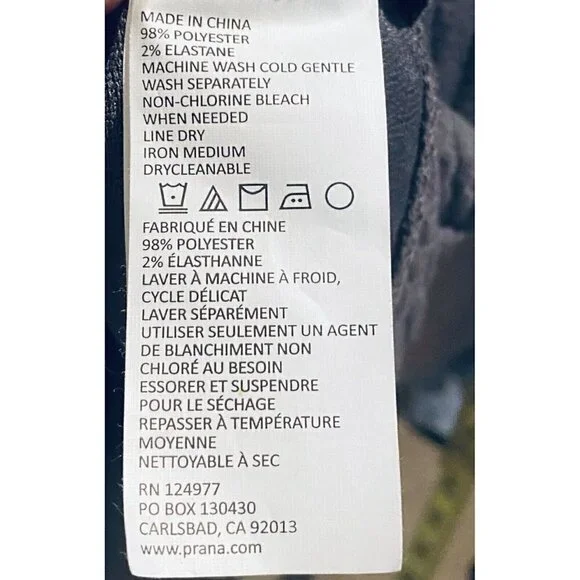 MADE IN CHINA
98% POLYESTER
2% ELASTANE
MACHINE WASH COLD GENTLE
WASH SEPARATELY
NON-CHLORINE BLEACH
WHEN NEEDED
LINE DRY
IRON MEDIUM
DRYCLEANABLE
FABRIQUÉ EN CHINE
98% POLYESTER
2% ÉLASTHANNE
LAVER À MACHINE À FROID,
CYCLE DÉLICAT
LAVER SÉPARÉMENT
UTILISER SEULEMENT UN AGENT
DE BLANCHIMENT NON
CHLORÉ AU BESOIN
ESSORER ET SUSPENDRE
POUR LE SÉCHAGE
REPASSER À TEMPÉRATURE
MOYENNE
NETTOYABLE À SEC
RN 124977
PO BOX 130430
CARLSBAD, CA 92013
www.prana.com